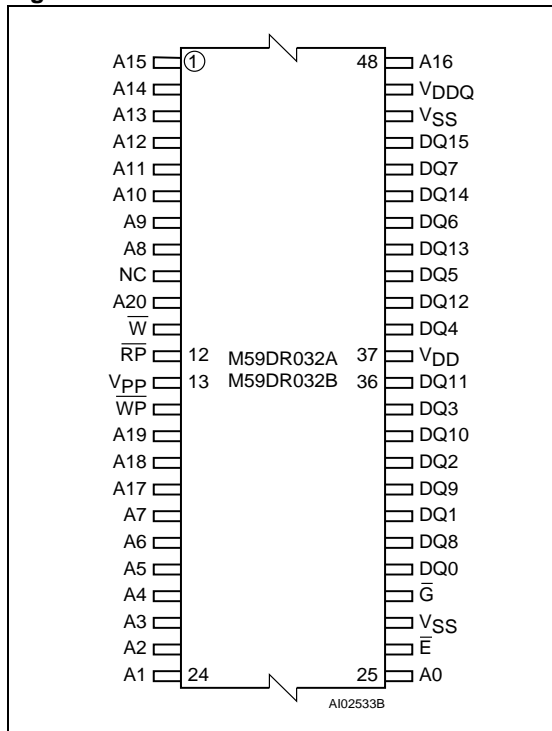 A15 1 48 A16
A14 VDDQ
A13 VSS
A12 DQ15
A11 DQ7
A10 DQ14
A9 DQ6
A8 DQ13
NC DQ5
A20 DQ12
W̅ DQ4
R̅P̅ 12 M59DR032A 37 VDD
VPP 13 M59DR032B 36 DQ11
W̅P̅ DQ3
A19 DQ10
A18 DQ2
A17 DQ9
A7 DQ1
A6 DQ8
A5 DQ0
A4 G̅
A3 VSS
A2 E̅
A1 24 25 A0
AI02533B